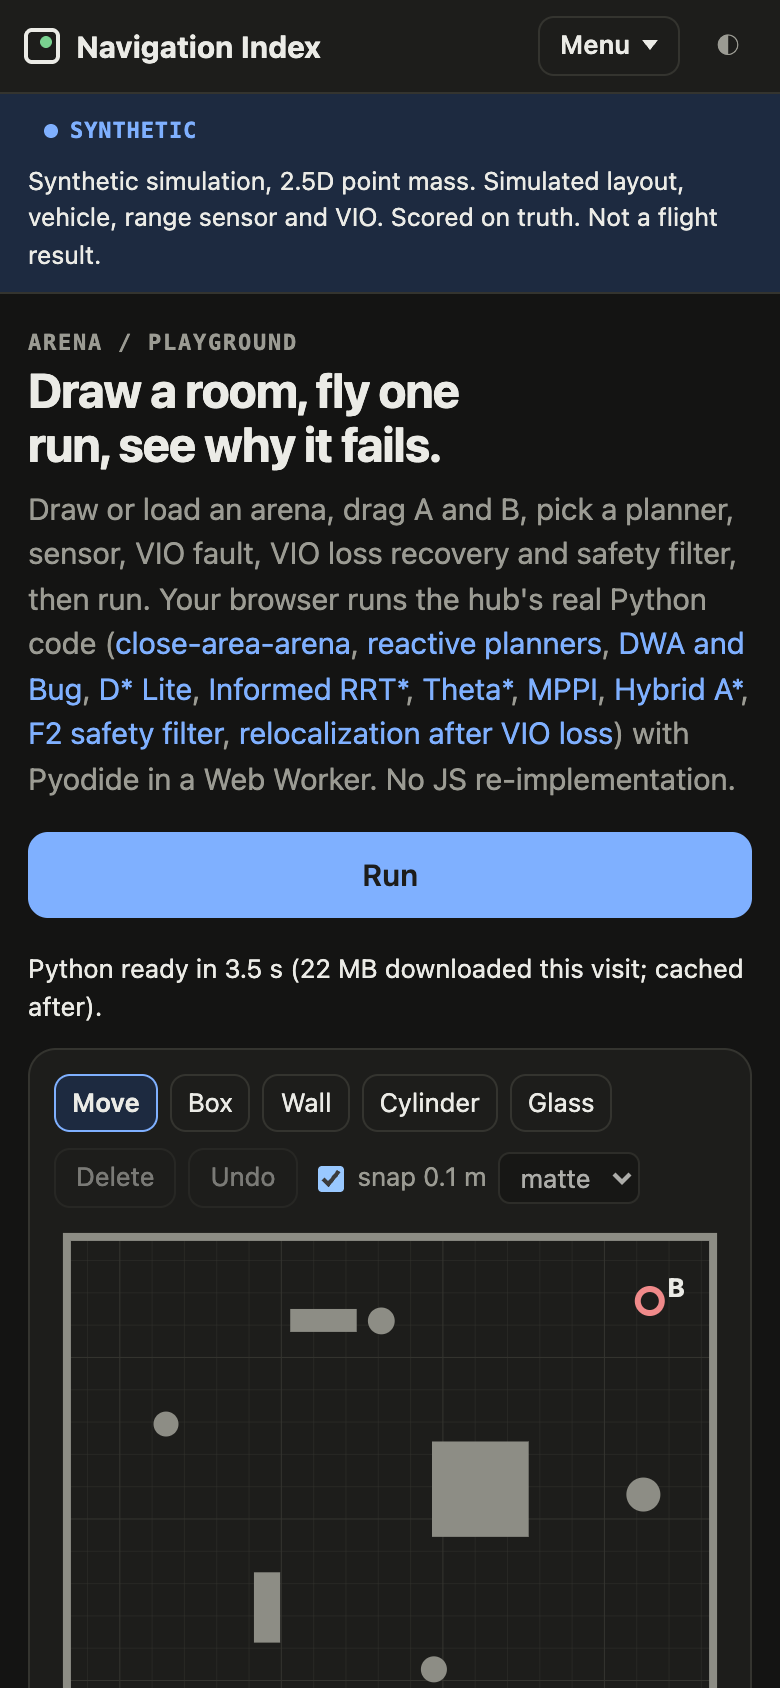 Navigation Index
Menu
SYNTHETIC
Synthetic simulation, 2.5D point mass. Simulated layout,
vehicle, range sensor and VIO. Scored on truth. Not a flight
result.
ARENA / PLAYGROUND
Draw a room, fly one
run, see why it fails.
Draw or load an arena, drag A and B, pick a planner,
sensor, VIO fault, VIO loss recovery and safety filter,
then run. Your browser runs the hub's real Python
code (close-area-arena, reactive planners, DWA and
Bug, D* Lite, Informed RRT*, Theta*, MPPI, Hybrid A*,
F2 safety filter, relocalization after VIO loss) with
Pyodide in a Web Worker. No JS re-implementation.
Run
Python ready in 3.5 s (22 MB downloaded this visit; cached
after).
Move Box Wall Cylinder Glass
Delete Undo snap 0.1 m matte
B